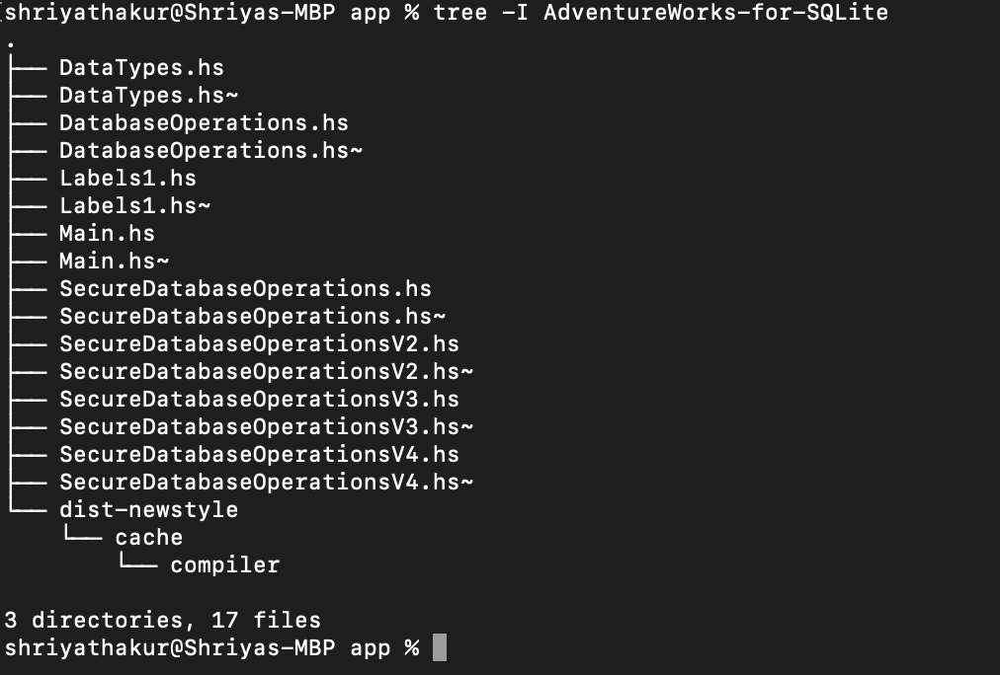 shriyathakur@Shriyas-MBP app % tree -I AdventureWorks-for-SQLite
.
├── DataTypes.hs
├── DataTypes.hs~
├── DatabaseOperations.hs
├── DatabaseOperations.hs~
├── Labels1.hs
├── Labels1.hs~
├── Main.hs
├── Main.hs~
├── SecureDatabaseOperations.hs
├── SecureDatabaseOperations.hs~
├── SecureDatabaseOperationsV2.hs
├── SecureDatabaseOperationsV2.hs~
├── SecureDatabaseOperationsV3.hs
├── SecureDatabaseOperationsV3.hs~
├── SecureDatabaseOperationsV4.hs
├── SecureDatabaseOperationsV4.hs~
└── dist-newstyle
    └── cache
        └── compiler

3 directories, 17 files
shriyathakur@Shriyas-MBP app %